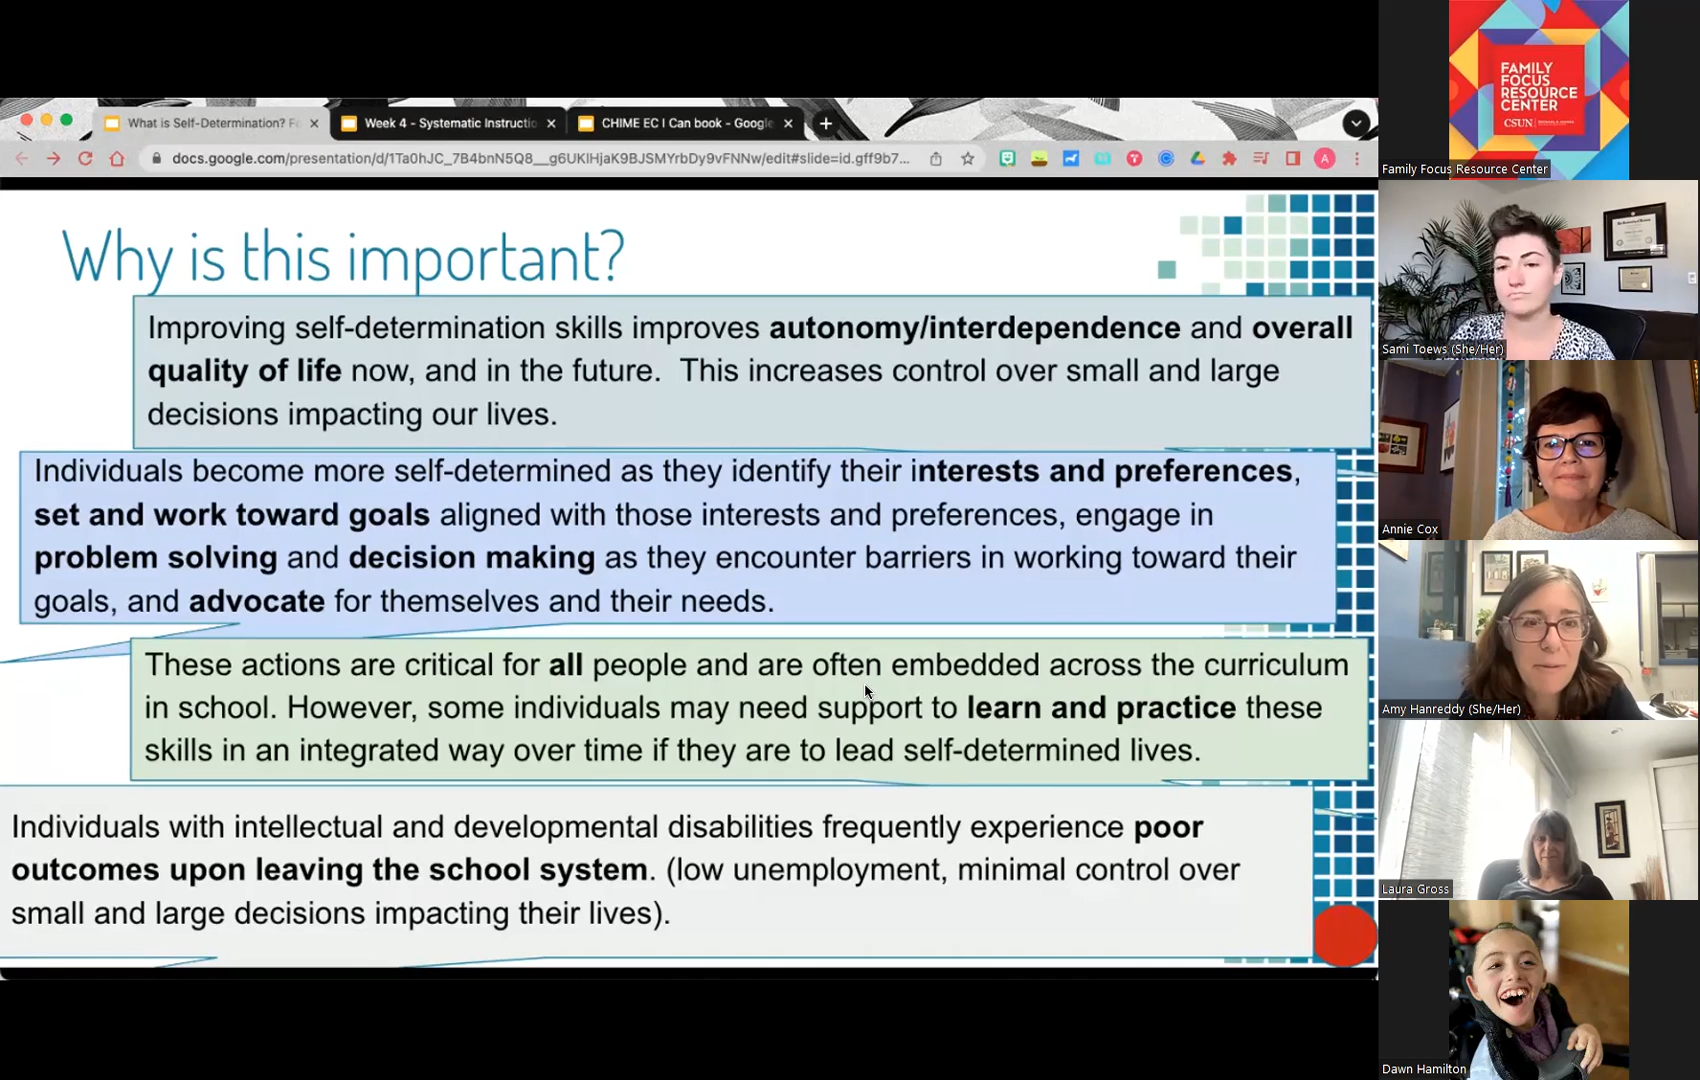 What is Self-Determination? Fo
Week 4 - Systematic Instructio
CHIME EC I Can book - Google
docs.google.com/presentation/d/1Ta0hJC_7B4bnN5Q8__g6UKlHjaK9BJSMYrbDy9vFNNw/edit#slide=id.gff9b7...
A
Why is this important?
Improving self-determination skills improves autonomy/interdependence and overall
quality of life now, and in the future. This increases control over small and large
decisions impacting our lives.
Individuals become more self-determined as they identify their interests and preferences,
set and work toward goals aligned with those interests and preferences, engage in
problem solving and decision making as they encounter barriers in working toward their
goals, and advocate for themselves and their needs.
These actions are critical for all people and are often embedded across the curriculum
in school. However, some individuals may need support to learn and practice these
skills in an integrated way over time if they are to lead self-determined lives.
Individuals with intellectual and developmental disabilities frequently experience poor
outcomes upon leaving the school system. (low unemployment, minimal control over
small and large decisions impacting their lives).
FAMILY
FOCUS
RESOURCE
CENTER
CSUN
Family Focus Resource Center
Sami Toews (She/Her)
Annie Cox
Amy Hanreddy (She/Her)
Laura Gross
Dawn Hamilton